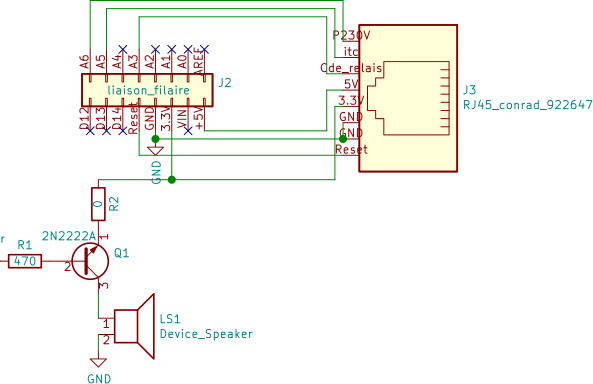 P230V
itc
Cde_relais
5V
3.3V
GND
GND
Reset
J3
RJ45_conrad_922647
A6
A5
A4
A3
A2
A1
A0
AREF
J2
liaison_filaire
D12
D13
D14
Reset
GND
3.3V
VIN
+5V
GND
0
R2
2N2222A
1
Q1
2
3
r
R1
470
LS1
Device_Speaker
1
2
GND